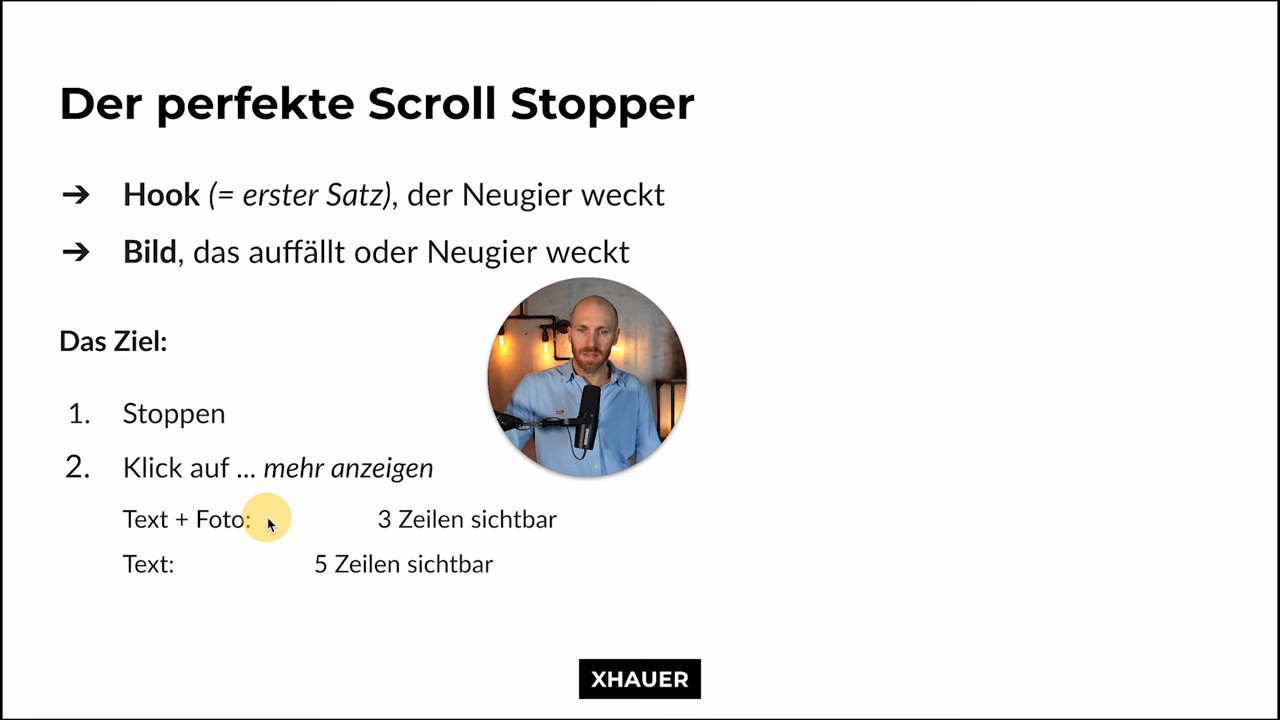 Der perfekte Scroll Stopper
➔ Hook (= erster Satz), der Neugier weckt
➔ Bild, das auffällt oder Neugier weckt
Das Ziel:
1. Stoppen
2. Klick auf ... mehr anzeigen
Text + Foto: 3 Zeilen sichtbar
Text: 5 Zeilen sichtbar
XHAUER